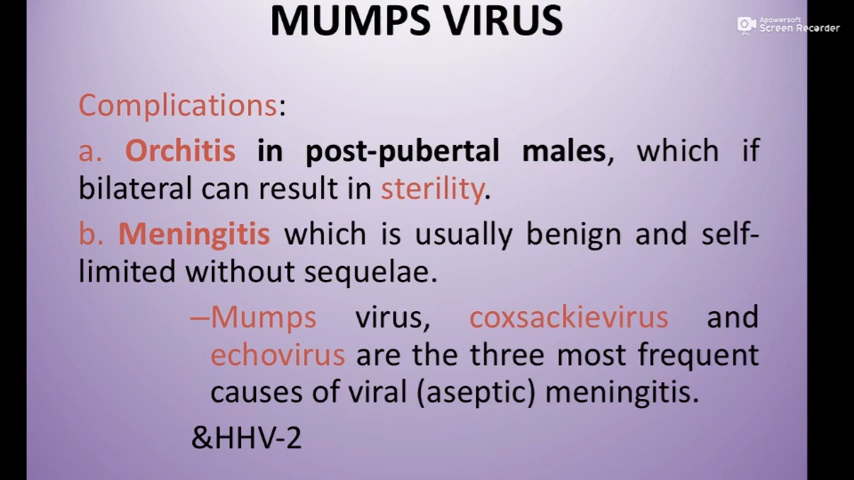 MUMPS VIRUS
Apowersoft
Screen Recorder
Complications:
a. Orchitis in post-pubertal males, which if
bilateral can result in sterility.
b. Meningitis which is usually benign and self-
limited without sequelae.
–Mumps virus, coxsackievirus and
echovirus are the three most frequent
causes of viral (aseptic) meningitis.
&HHV-2